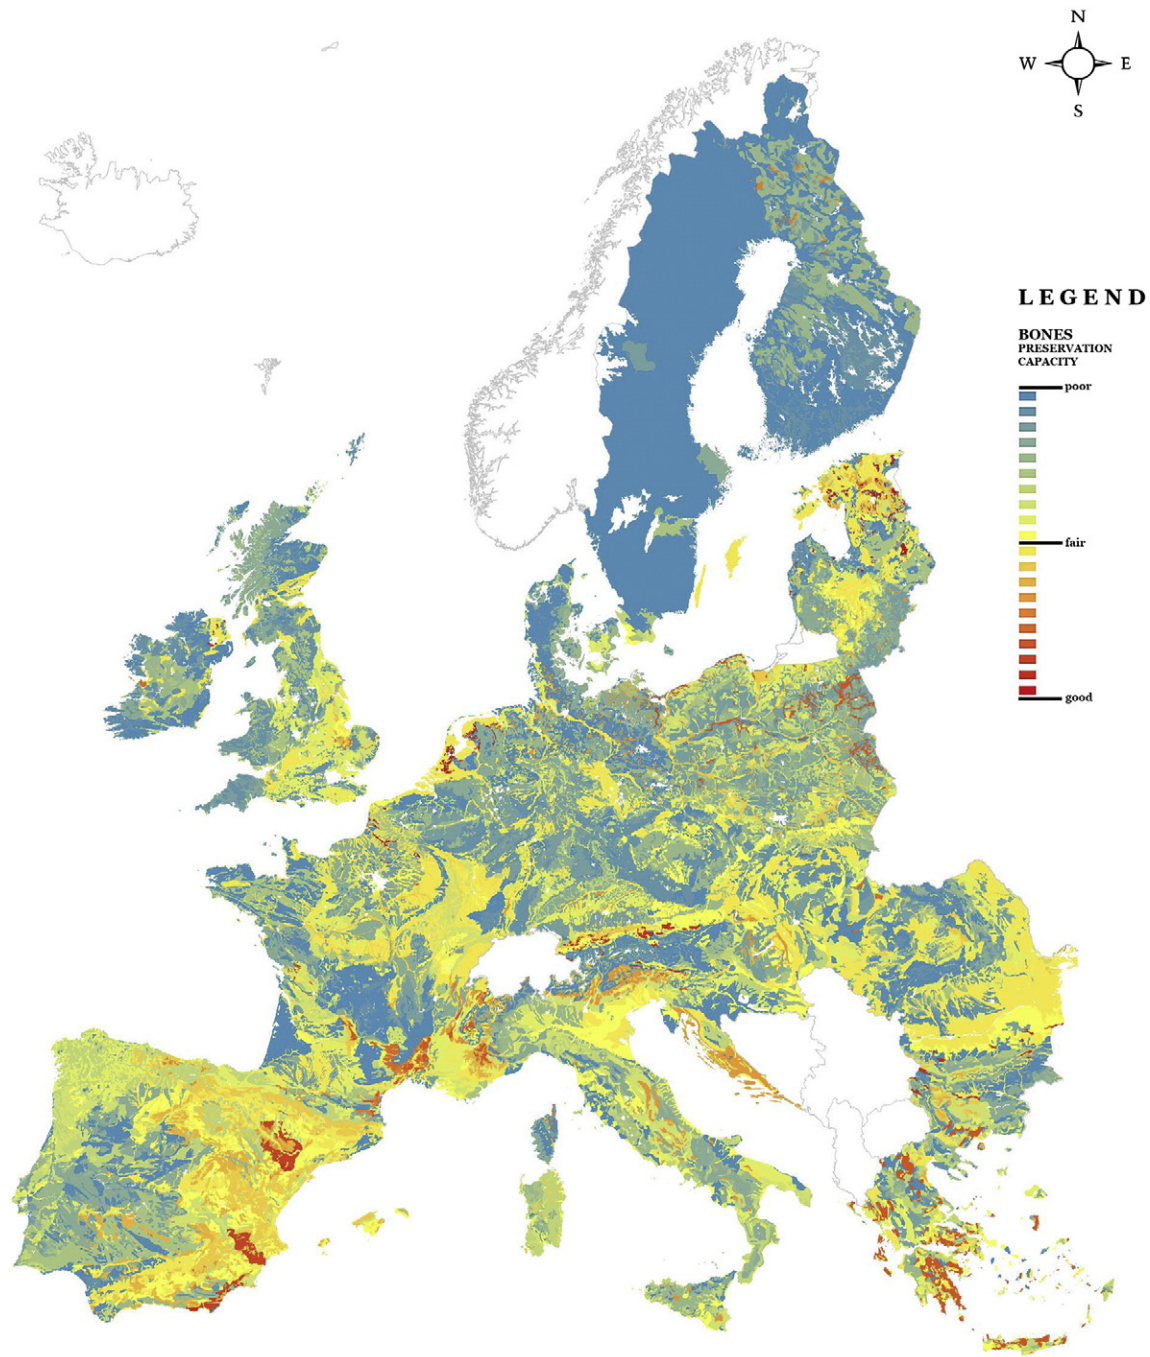 N
W E
S
LEGEND
BONES
PRESERVATION
CAPACITY
poor
fair
good